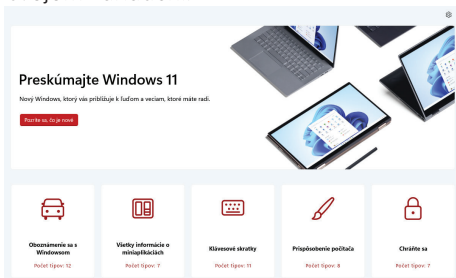 Preskúmajte Windows 11
Nový Windows, ktorý vás približuje k ľuďom a veciam, ktoré máte radi.
Pozrite sa, čo je nové
Oboznámenie sa s
Windowsom
Počet tipov: 12
Všetky informácie o
miniaplikáciách
Počet tipov: 7
Klávesové skratky
Počet tipov: 11
Prispôsobenie počítača
Počet tipov: 8
Chráňte sa
Počet tipov: 7